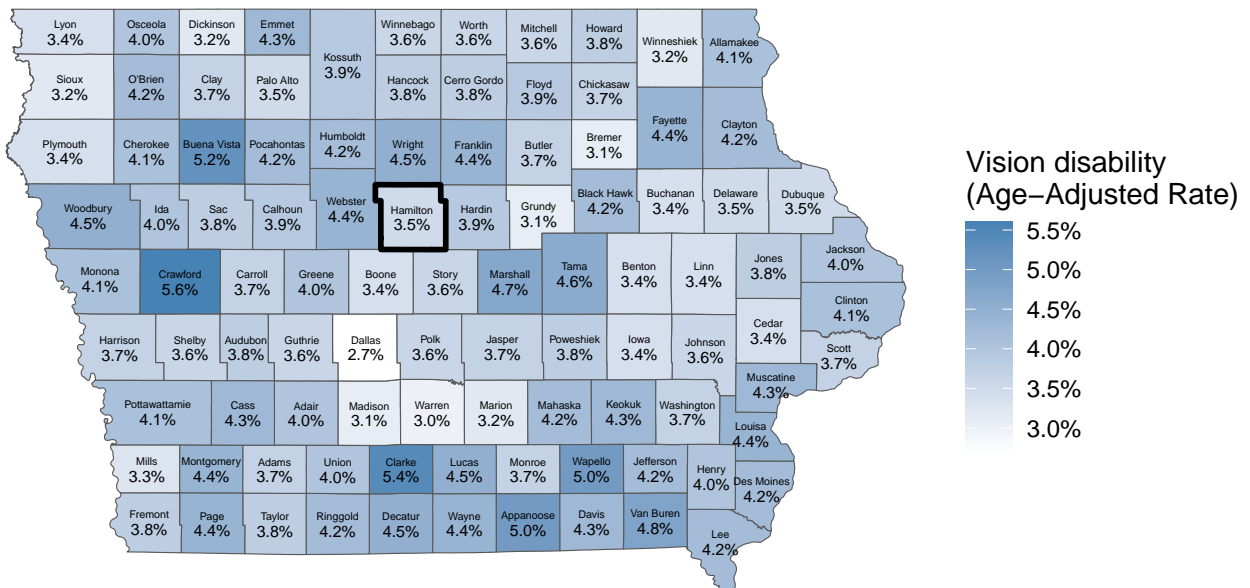 Lyon
3.4%
Osceola
4.0%
Dickinson
3.2%
Emmet
4.3%
Kossuth
3.9%
Winnebago
3.6%
Worth
3.6%
Mitchell
3.6%
Howard
3.8%
Winneshiek
3.2%
Allamakee
4.1%
Sioux
3.2%
O'Brien
4.2%
Clay
3.7%
Palo Alto
3.5%
Hancock
3.8%
Cerro Gordo
3.8%
Floyd
3.9%
Chickasaw
3.7%
Fayette
4.4%
Clayton
4.2%
Plymouth
3.4%
Cherokee
4.1%
Buena Vista
5.2%
Pocahontas
4.2%
Humboldt
4.2%
Wright
4.5%
Franklin
4.4%
Butler
3.7%
Bremer
3.1%
Woodbury
4.5%
Ida
4.0%
Sac
3.8%
Calhoun
3.9%
Webster
4.4%
Hamilton
3.5%
Hardin
3.9%
Grundy
3.1%
Black Hawk
4.2%
Buchanan
3.4%
Delaware
3.5%
Dubuque
3.5%
Monona
4.1%
Crawford
5.6%
Carroll
3.7%
Greene
4.0%
Boone
3.4%
Story
3.6%
Marshall
4.7%
Tama
4.6%
Benton
3.4%
Linn
3.4%
Jones
3.8%
Jackson
4.0%
Clinton
4.1%
Harrison
3.7%
Shelby
3.6%
Audubon
3.8%
Guthrie
3.6%
Dallas
2.7%
Polk
3.6%
Jasper
3.7%
Poweshiek
3.8%
Iowa
3.4%
Johnson
3.6%
Cedar
3.4%
Scott
3.7%
Muscatine
4.3%
Pottawattamie
4.1%
Cass
4.3%
Adair
4.0%
Madison
3.1%
Warren
3.0%
Marion
3.2%
Mahaska
4.2%
Keokuk
4.3%
Washington
3.7%
Louisa
4.4%
Mills
3.3%
Montgomery
4.4%
Adams
3.7%
Union
4.0%
Clarke
5.4%
Lucas
4.5%
Monroe
3.7%
Wapello
5.0%
Jefferson
4.2%
Henry
4.0%
Des Moines
4.2%
Fremont
3.8%
Page
4.4%
Taylor
3.8%
Ringgold
4.2%
Decatur
4.5%
Wayne
4.4%
Appanoose
5.0%
Davis
4.3%
Van Buren
4.8%
Lee
4.2%
Vision disability
(Age−Adjusted Rate)
5.5%
5.0%
4.5%
4.0%
3.5%
3.0%